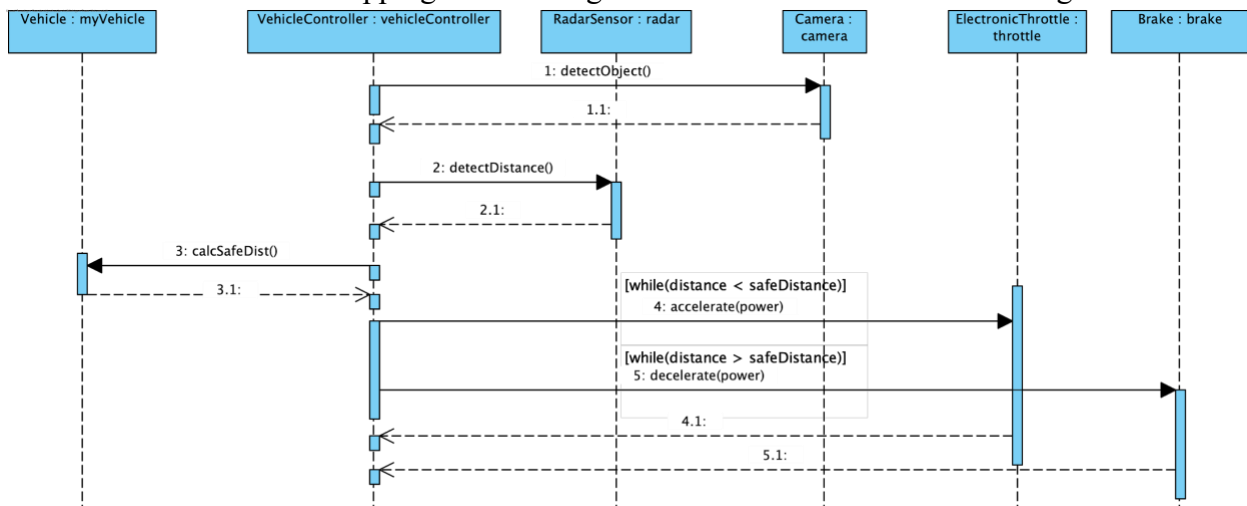 Vehicle : myVehicle
VehicleController : vehicleController
RadarSensor : radar
Camera :
camera
ElectronicThrottle :
throttle
Brake : brake
1: detectObject()
1.1:
2: detectDistance()
2.1:
3: calcSafeDist()
3.1:
[while(distance < safeDistance)]
4: accelerate(power)
[while(distance > safeDistance)]
5: decelerate(power)
4.1:
5.1: